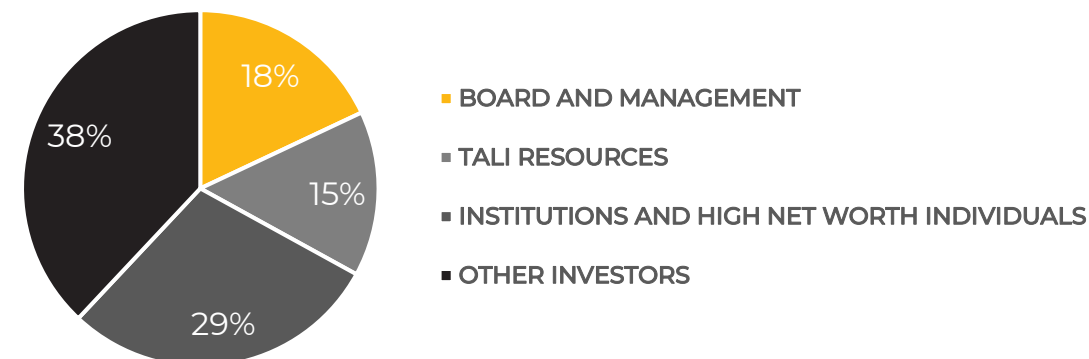 18%
38%
15%
29%
BOARD AND MANAGEMENT
TALI RESOURCES
INSTITUTIONS AND HIGH NET WORTH INDIVIDUALS
OTHER INVESTORS